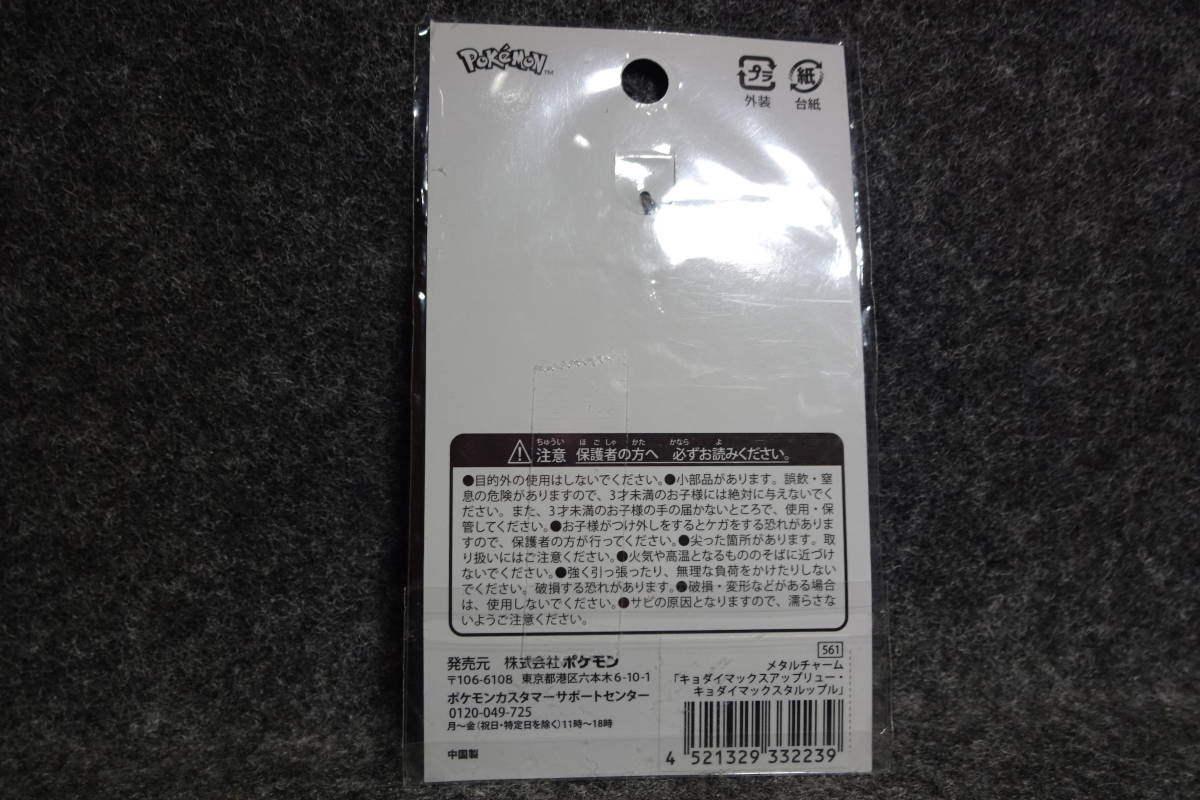 POKÉMON™
プラ 紙
外装 台紙
ちゅうい ほごしゃ かた かなら よ
注意 保護者の方へ 必ずお読みください。
●目的外の使用はしないでください。●小部品があります。誤飲・窒
息の危険がありますので、3才未満のお子様には絶対に与えないでく
ださい。また、3才未満のお子様の手の届かないところで、使用・保
管してください。●お子様がつけ外しをするとケガをする恐れがありま
すので、保護者の方が行ってください。●尖った箇所があります。取
り扱いにはご注意ください。●火気や高温となるもののそばに近づけ
ないでください。●強く引っ張ったり、無理な負荷をかけたりしない
でください。破損する恐れがあります。●破損・変形などがある場合
は、使用しないでください。●サビの原因となりますので、濡らさな
いようご注意ください。
561
発売元 株式会社ポケモン
〒106-6108 東京都港区六本木6-10-1
ポケモンカスタマーサポートセンター
0120-049-725
月～金(祝日・特定日を除く)11時～18時
中国製
メタルチャーム
「キョダイマックスアップリュー・
キョダイマックスタルップル」
4 521329 332239